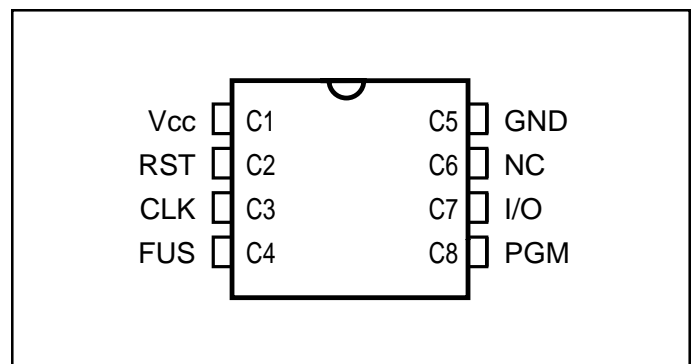 Vcc C1 C5 GND
RST C2 C6 NC
CLK C3 C7 I/O
FUS C4 C8 PGM